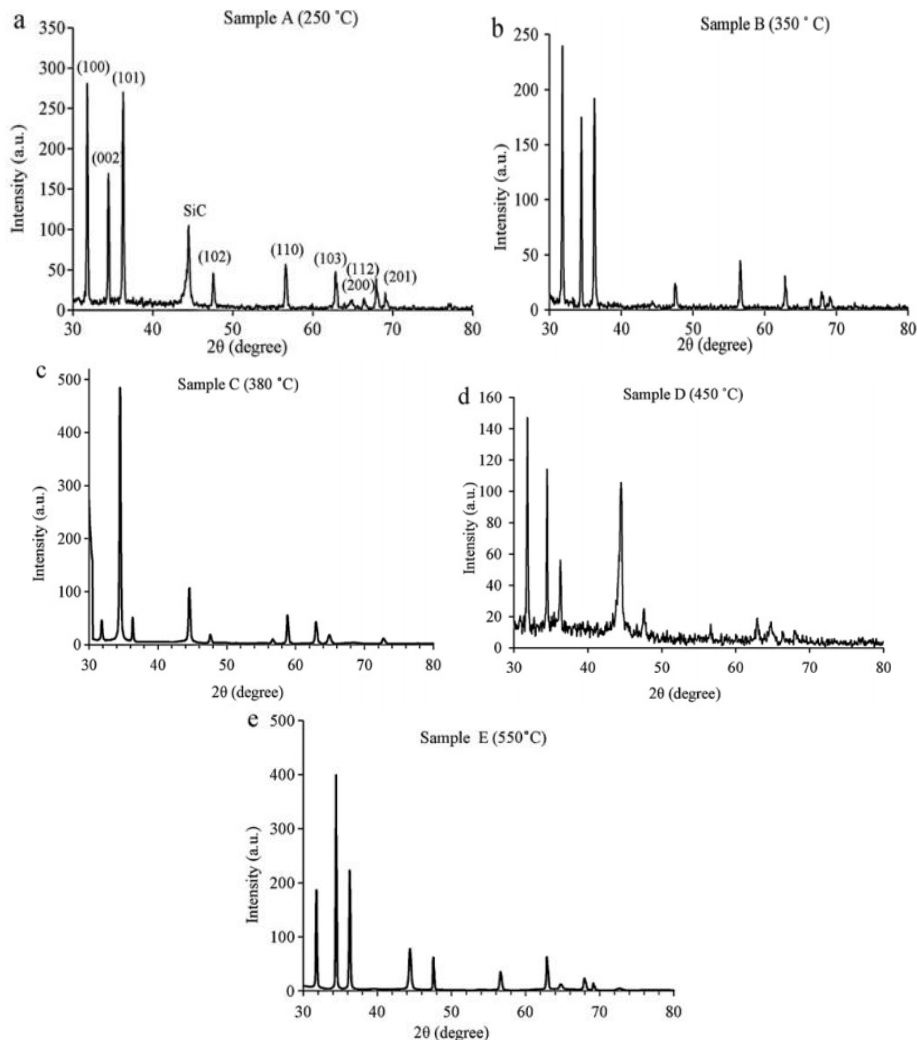 a
Sample A (250 ˚C)
350
300
250
200
150
100
50
0
(100)
(101)
(002
SiC
(102)
(110)
(103)
(112)
(200)
(201)
Intensity (a.u.)
30 40 50 60 70 80
2θ (degree)
b
Sample B (350 ˚ C)
250
200
150
100
50
0
Intensity (a.u.)
30 40 50 60 70 80
2θ (degree)
c
Sample C (380 ˚C)
500
400
300
200
100
0
Intensity (a.u.)
30 40 50 60 70 80
2θ (degree)
d
Sample D (450 ˚C)
160
140
120
100
80
60
40
20
0
Intensity (a.u.)
30 40 50 60 70 80
2θ (degree)
e
Sample E (550˚C)
500
400
300
200
100
0
Intensity (a.u.)
30 40 50 60 70 80
2θ (degree)